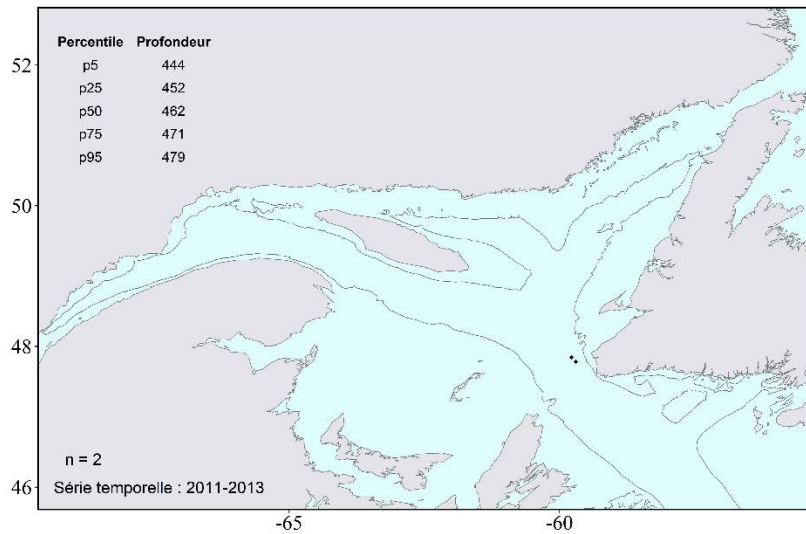 Percentile Profondeur
p5 444
p25 452
p50 462
p75 471
p95 479
52
50
48
46
n = 2
Série temporelle : 2011-2013
-65 -60